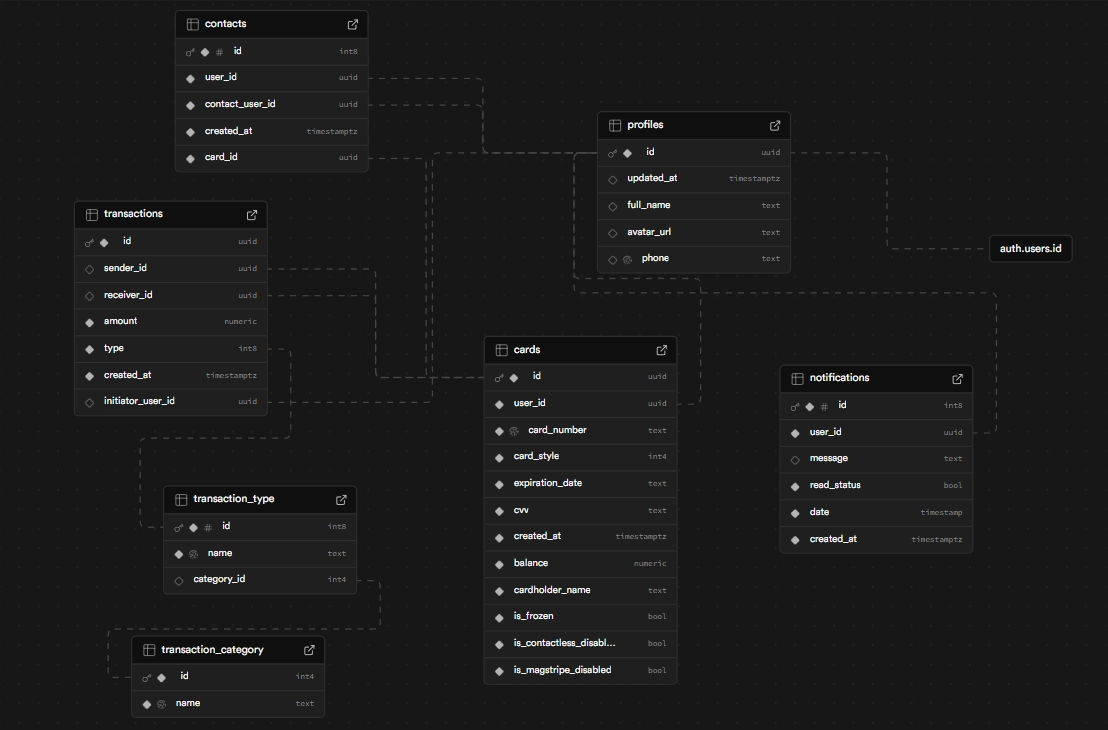 contacts
id int8
user_id uuid
contact_user_id uuid
created_at timestamptz
card_id uuid
transactions
id uuid
sender_id uuid
receiver_id uuid
amount numeric
type int8
created_at timestamptz
initiator_user_id uuid
transaction_type
id int8
name text
category_id int4
transaction_category
id int4
name text
profiles
id uuid
updated_at timestamptz
full_name text
avatar_url text
phone text
cards
id uuid
user_id uuid
card_number text
card_style int4
expiration_date text
cvv text
created_at timestamptz
balance numeric
cardholder_name text
is_frozen bool
is_contactless_disabl... bool
is_magstripe_disabled bool
auth.users.id
notifications
id int8
user_id uuid
message text
read_status bool
date timestamp
created_at timestamptz